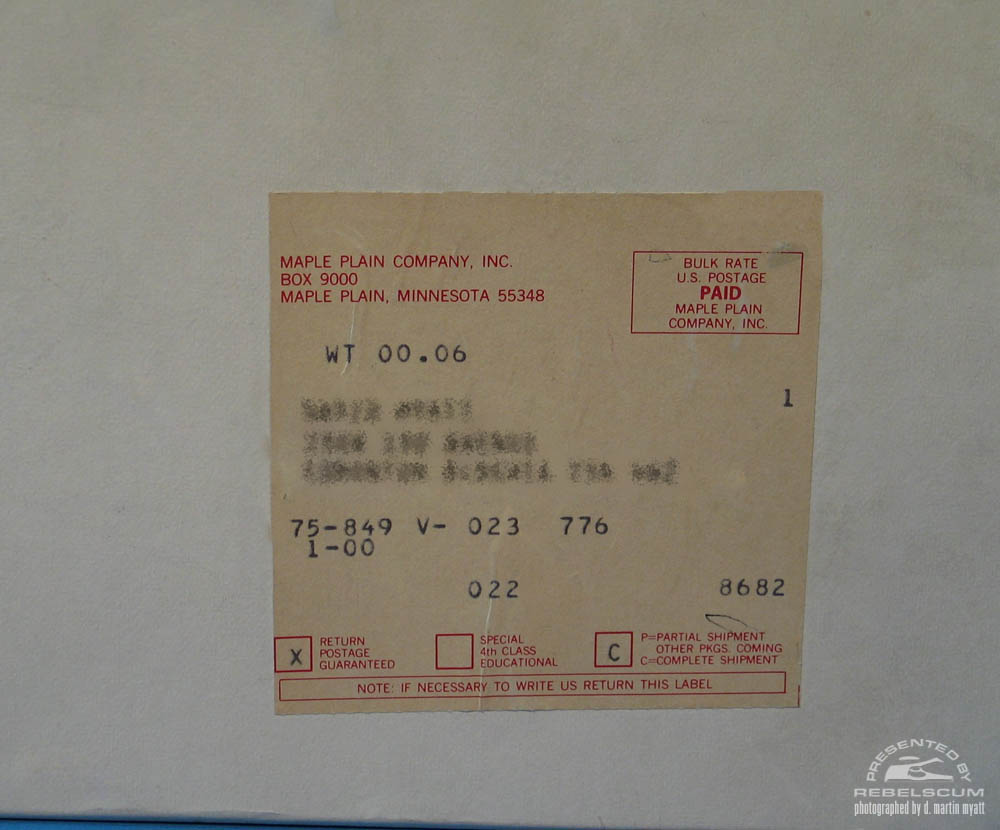 MAPLE PLAIN COMPANY, INC.
BOX 9000
MAPLE PLAIN, MINNESOTA 55348
BULK RATE
U.S. POSTAGE
PAID
MAPLE PLAIN
COMPANY, INC.
WT 00.06
1
75-849 V- 023 776
1-00
022 8682
X RETURN
POSTAGE
GUARANTEED
SPECIAL
4th CLASS
EDUCATIONAL
C P=PARTIAL SHIPMENT
OTHER PKGS. COMING
C=COMPLETE SHIPMENT
NOTE: IF NECESSARY TO WRITE US RETURN THIS LABEL
PRESENTED BY
REBELSCUM
photographed by d. martin myatt